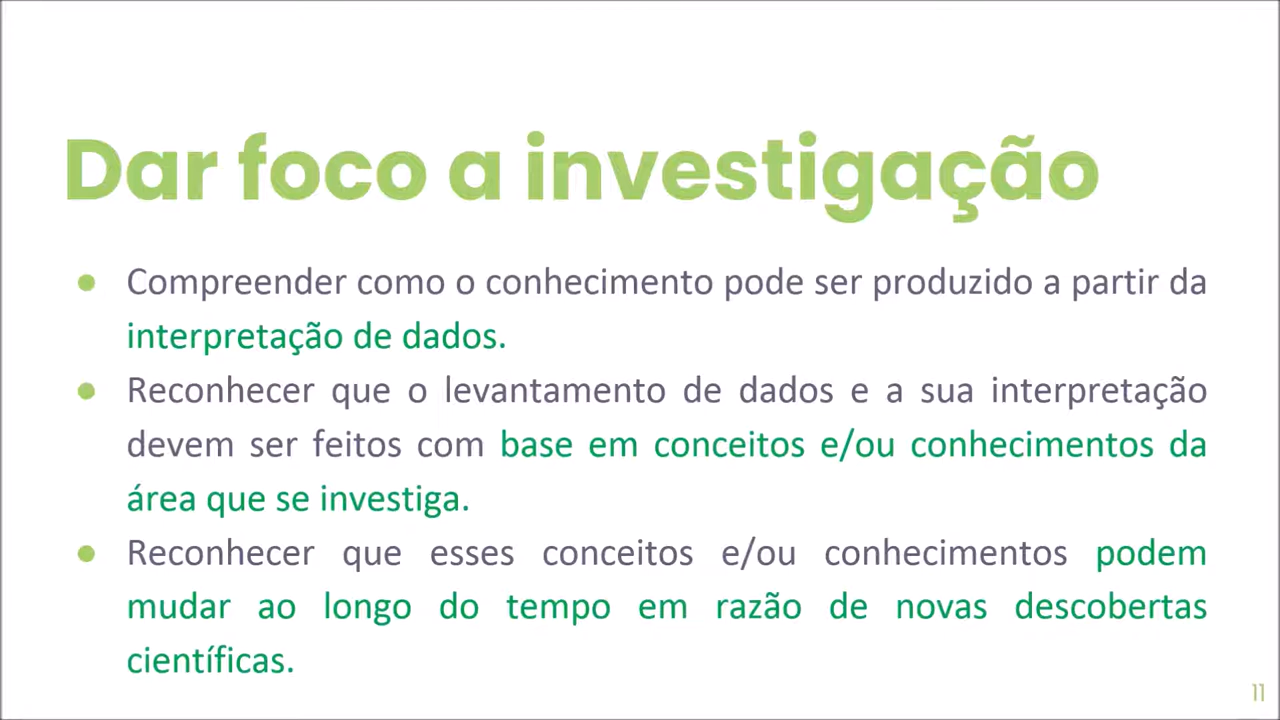 Dar foco a investigação
● Compreender como o conhecimento pode ser produzido a partir da
interpretação de dados.
● Reconhecer que o levantamento de dados e a sua interpretação
devem ser feitos com base em conceitos e/ou conhecimentos da
área que se investiga.
● Reconhecer que esses conceitos e/ou conhecimentos podem
mudar ao longo do tempo em razão de novas descobertas
científicas.
11